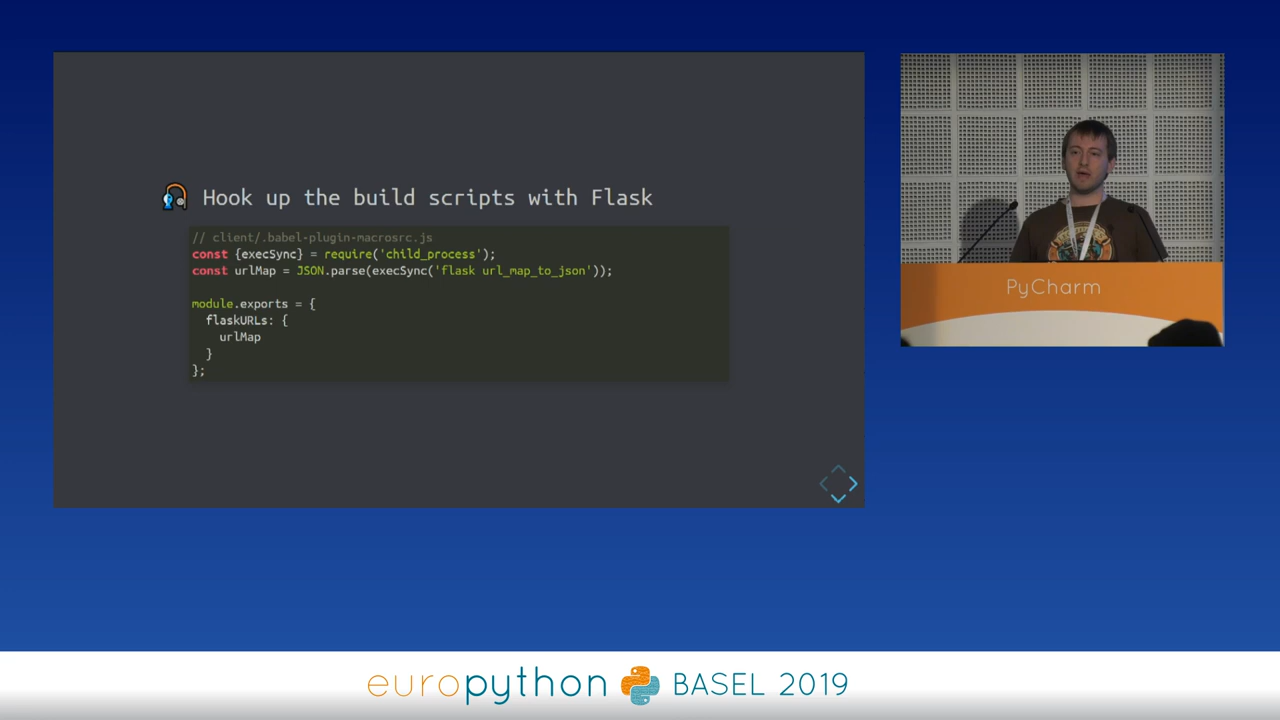 Hook up the build scripts with Flask
// client/.babel-plugin-macrosrc.js
const {execSync} = require('child_process');
const urlMap = JSON.parse(execSync('flask url_map_to_json'));
module.exports = {
  flaskURLs: {
    urlMap
  }
};
PyCharm
europython BASEL 2019